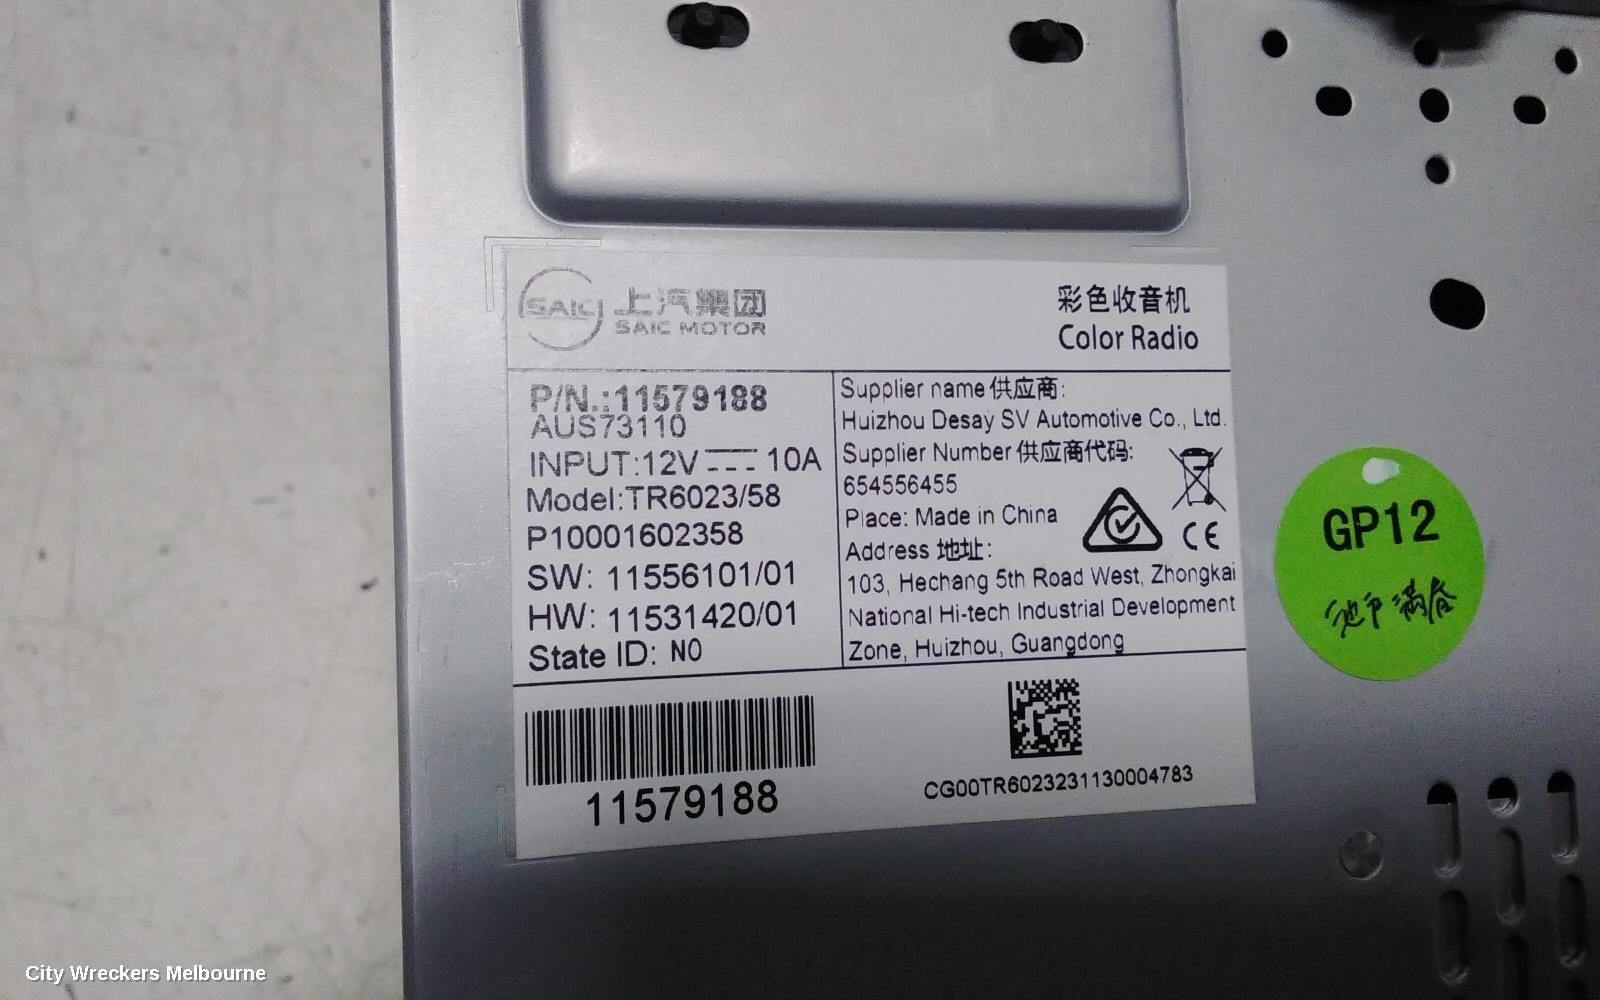 SAIC 上汽集团
SAIC MOTOR
彩色收音机
Color Radio
P/N.:11579188
AUS73110
INPUT:12V 10A
Model:TR6023/58
P10001602358
SW: 11556101/01
HW: 11531420/01
State ID: N0
Supplier name 供应商:
Huizhou Desay SV Automotive Co., Ltd.
Supplier Number 供应商代码:
654556455
Place: Made in China
Address 地址:
103, Hechang 5th Road West, Zhongkai
National Hi-tech Industrial Development
Zone, Huizhou, Guangdong
CE
11579188
CG00TR6023231130004783
GP12
City Wreckers Melbourne